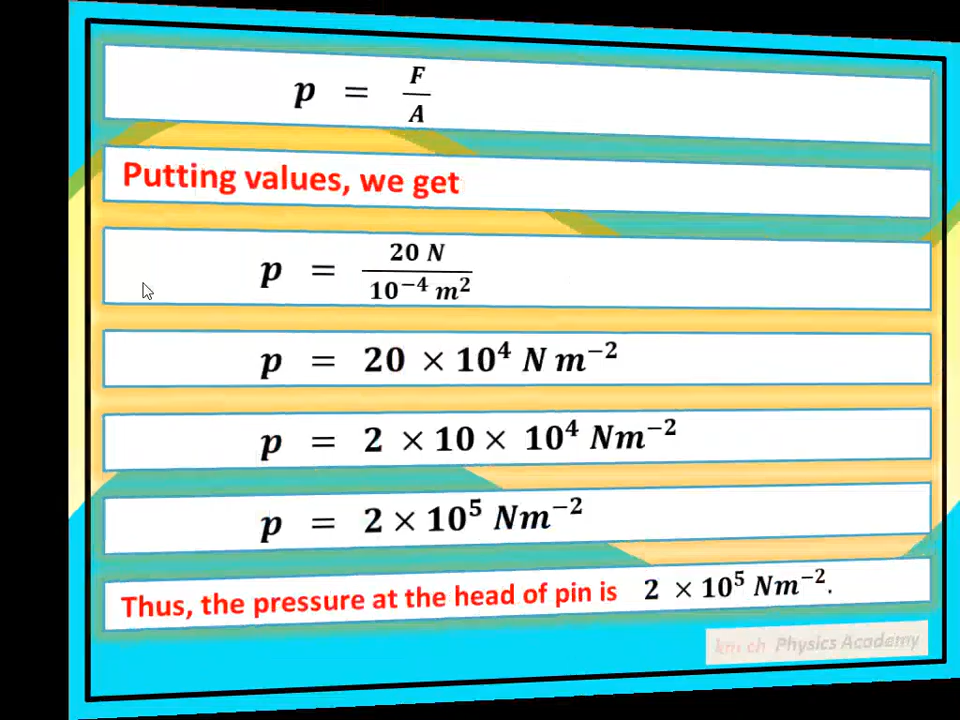 p = F/A
Putting values, we get
p = 20 N / 10⁻⁴ m²
p = 20 × 10⁴ N m⁻²
p = 2 × 10 × 10⁴ Nm⁻²
p = 2 × 10⁵ Nm⁻²
Thus, the pressure at the head of pin is 2 × 10⁵ Nm⁻².
Physics Academy